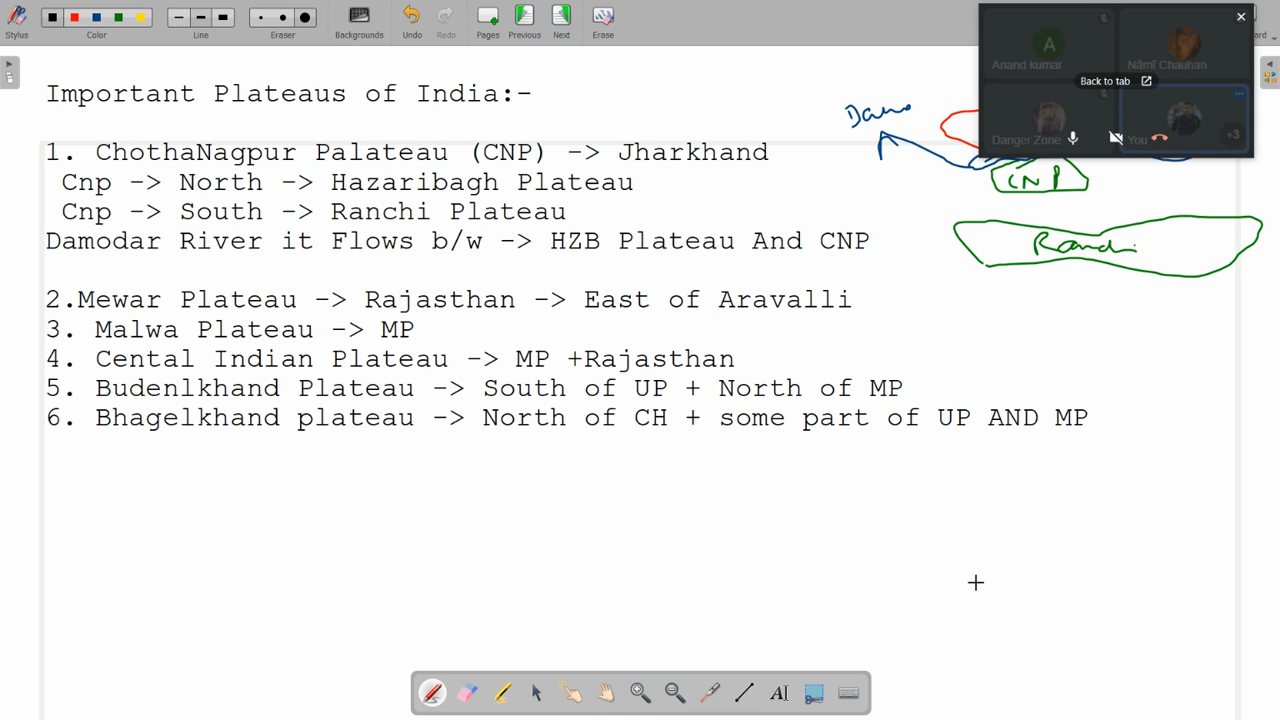 Stylus
Color
Line
Eraser
Backgrounds
Undo
Redo
Pages
Previous
Next
Erase
Anand kumar
Nāmī Chauhan
Back to tab
Danger Zone
You
+3
Important Plateaus of India:-
1. ChothaNagpur Palateau (CNP) -> Jharkhand
Cnp -> North -> Hazaribagh Plateau
Cnp -> South -> Ranchi Plateau
Damodar River it Flows b/w -> HZB Plateau And CNP
2.Mewar Plateau -> Rajasthan -> East of Aravalli
3. Malwa Plateau -> MP
4. Cental Indian Plateau -> MP +Rajasthan
5. Budenlkhand Plateau -> South of UP + North of MP
6. Bhagelkhand plateau -> North of CH + some part of UP AND MP
Damo
CNP
Ranchi